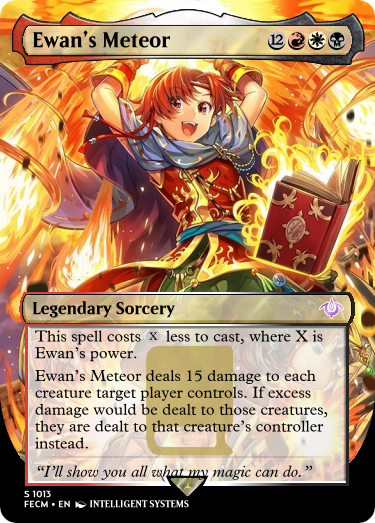 Ewan's Meteor 12
Legendary Sorcery
This spell costs X less to cast, where X is
Ewan's power.
Ewan's Meteor deals 15 damage to each
creature target player controls. If excess
damage would be dealt to those creatures,
they are dealt to that creature's controller
instead.
“I'll show you all what my magic can do.”
S 1013
FECM • EN INTELLIGENT SYSTEMS